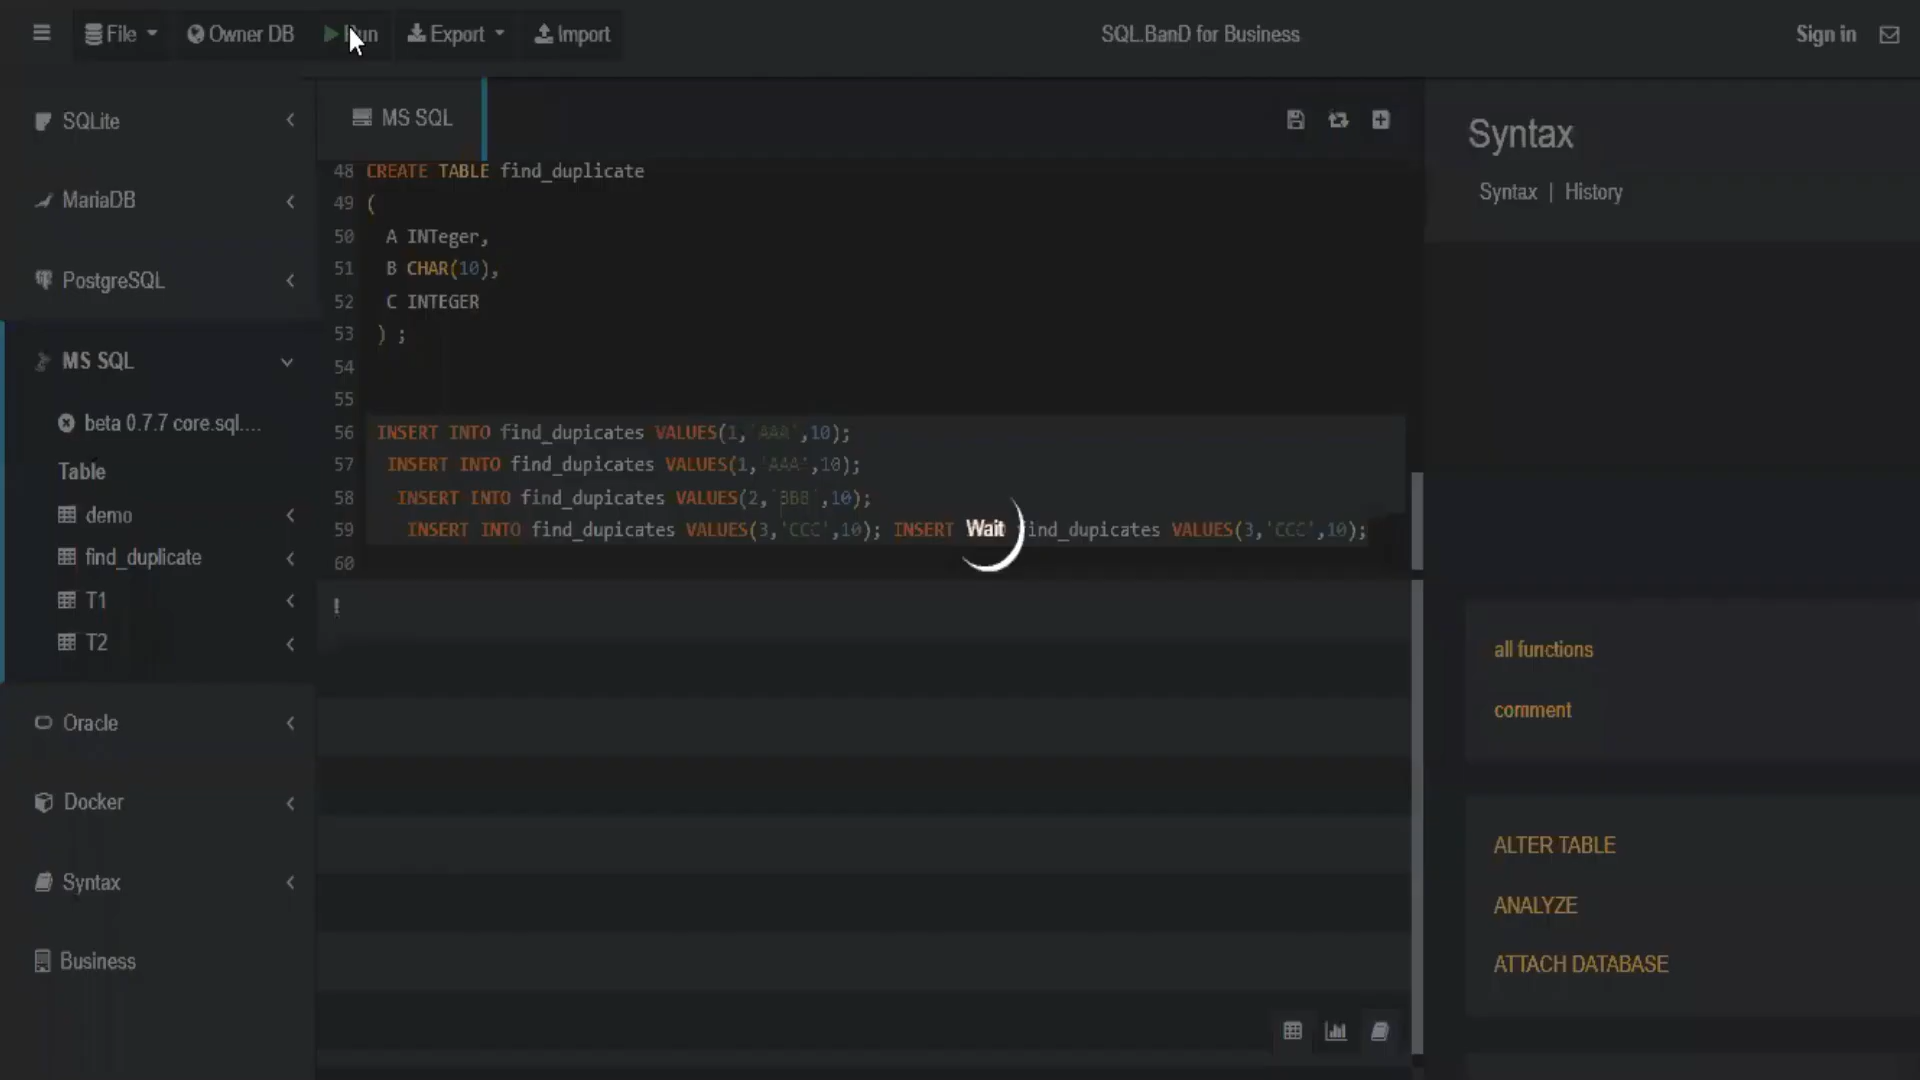 File
Owner DB
Run
Export
Import
SQL.BanD for Business
Sign in
SQLite
MariaDB
PostgreSQL
MS SQL
beta 0.7.7 core.sql....
Table
demo
find_duplicate
T1
T2
Oracle
Docker
Syntax
Business
MS SQL
48 CREATE TABLE find_duplicate
49 (
50 A INTeger,
51 B CHAR(10),
52 C INTEGER
53 ) ;
54
55
56 INSERT INTO find_dupicates VALUES(1,'AAA',10);
57 INSERT INTO find_dupicates VALUES(1,'AAA',10);
58 INSERT INTO find_dupicates VALUES(2,'BBB',10);
59 INSERT INTO find_dupicates VALUES(3,'CCC',10); INSERT Wait find_dupicates VALUES(3,'CCC',10);
60
!
Syntax
Syntax | History
all functions
comment
ALTER TABLE
ANALYZE
ATTACH DATABASE